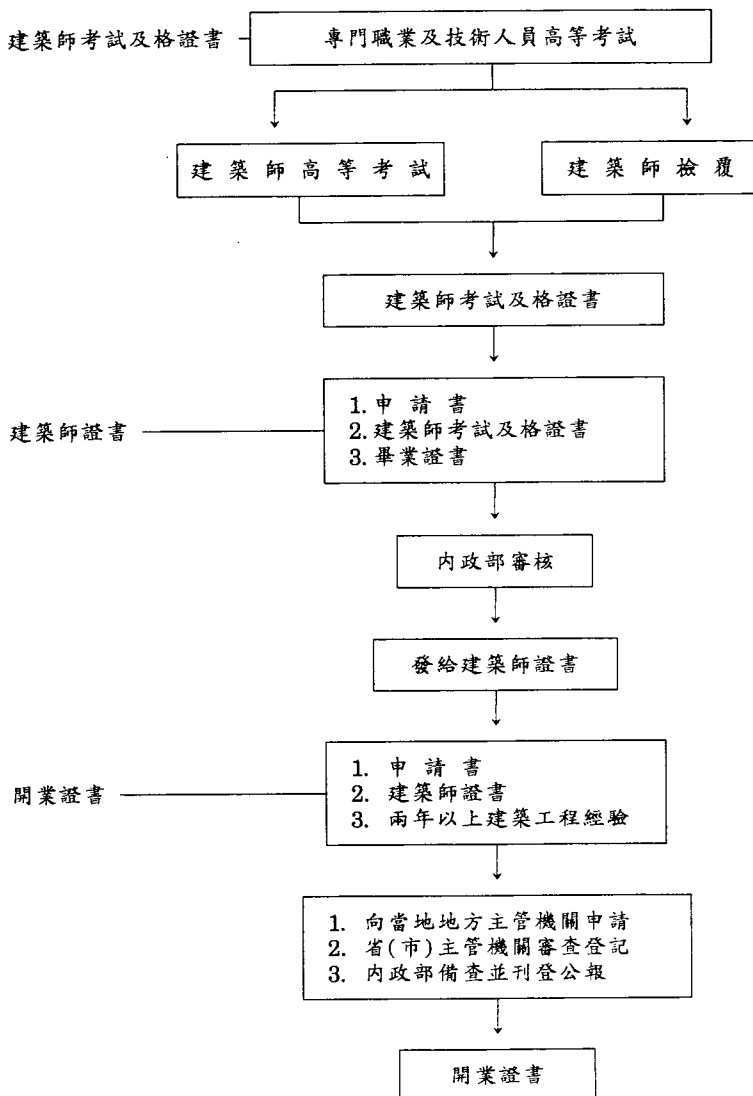 建築師考試及格證書
專門職業及技術人員高等考試
建築師高等考試
建築師檢覆
建築師考試及格證書
建築師證書
1.申請書
2.建築師考試及格證書
3.畢業證書
內政部審核
發給建築師證書
開業證書
1. 申請書
2. 建築師證書
3. 兩年以上建築工程經驗
1. 向當地地方主管機關申請
2. 省(市)主管機關審查登記
3. 內政部備查並刊登公報
開業證書